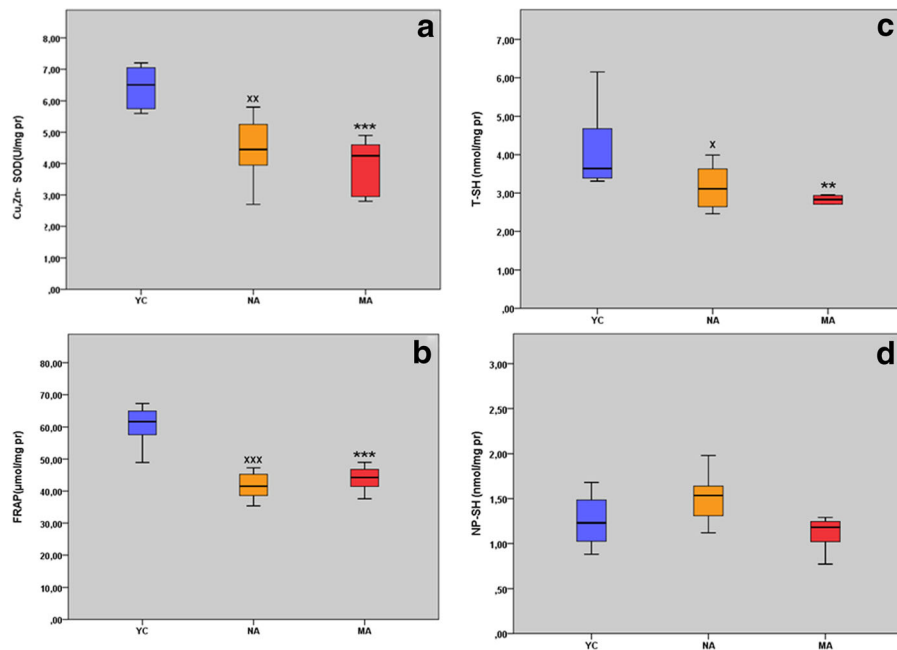 a
Cu,Zn- SOD(U/mg pr)
8,00
7,00
6,00
5,00
4,00
3,00
2,00
1,00
,00
xx
***
YC NA MA
c
T-SH (nmol/mg pr)
7,00
6,00
5,00
4,00
3,00
2,00
1,00
,00
x
**
YC NA MA
b
FRAP(µmol/mg pr)
80,00
70,00
60,00
50,00
40,00
30,00
20,00
10,00
,00
xxx
***
YC NA MA
d
NP-SH (nmol/mg pr)
3,00
2,50
2,00
1,50
1,00
,50
,00
YC NA MA